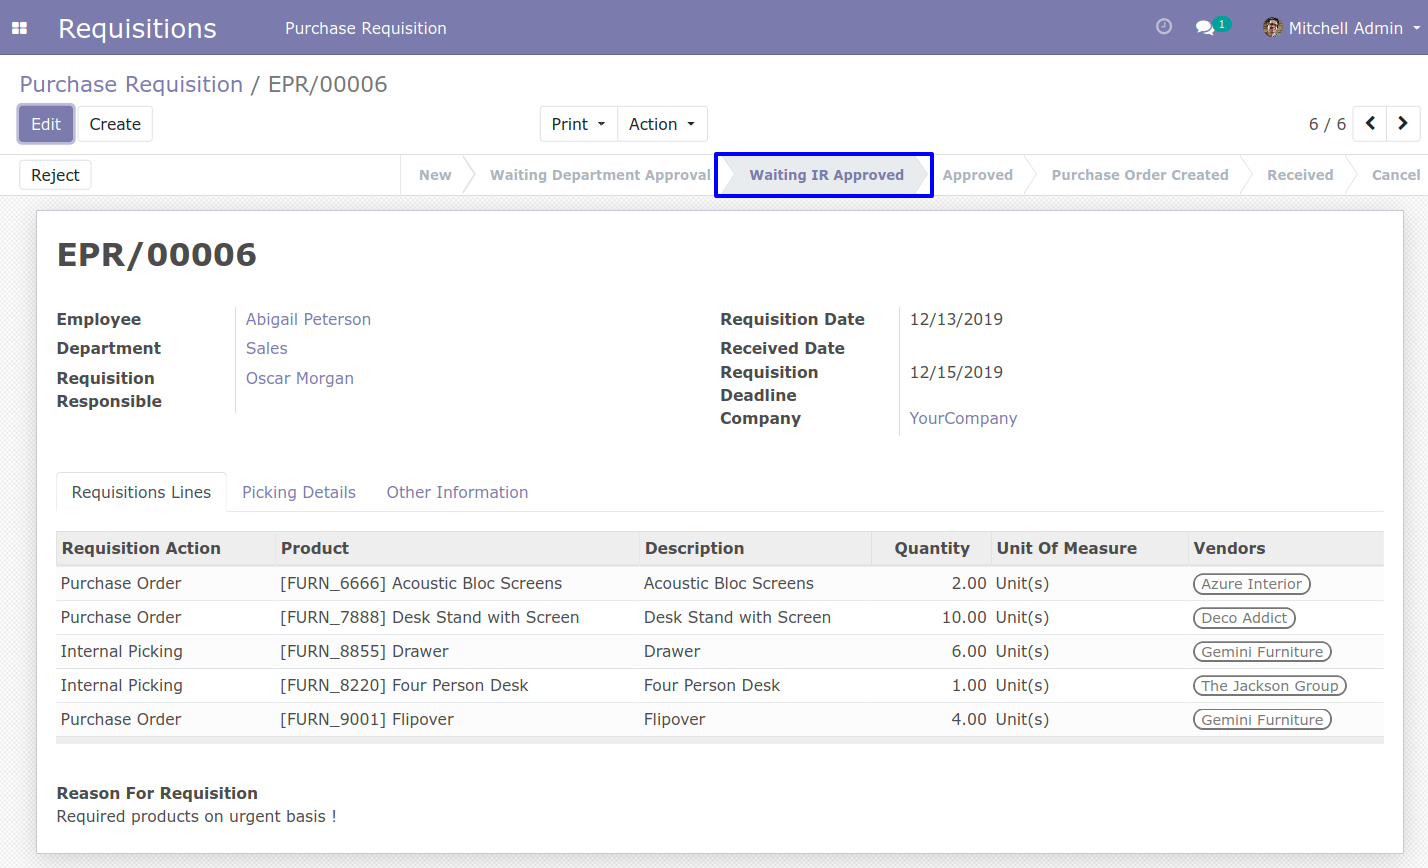 Requisitions Purchase Requisition 1 Mitchell Admin
Purchase Requisition / EPR/00006
Edit Create Print Action 6 / 6
Reject New Waiting Department Approval Waiting IR Approved Approved Purchase Order Created Received Cancel
EPR/00006
Employee Abigail Peterson Requisition Date 12/13/2019
Department Sales Received Date
Requisition Responsible Oscar Morgan Requisition Deadline 12/15/2019
Company YourCompany
Requisitions Lines Picking Details Other Information
Requisition Action Product Description Quantity Unit Of Measure Vendors
Purchase Order [FURN_6666] Acoustic Bloc Screens Acoustic Bloc Screens 2.00 Unit(s) Azure Interior
Purchase Order [FURN_7888] Desk Stand with Screen Desk Stand with Screen 10.00 Unit(s) Deco Addict
Internal Picking [FURN_8855] Drawer Drawer 6.00 Unit(s) Gemini Furniture
Internal Picking [FURN_8220] Four Person Desk Four Person Desk 1.00 Unit(s) The Jackson Group
Purchase Order [FURN_9001] Flipover Flipover 4.00 Unit(s) Gemini Furniture
Reason For Requisition
Required products on urgent basis !